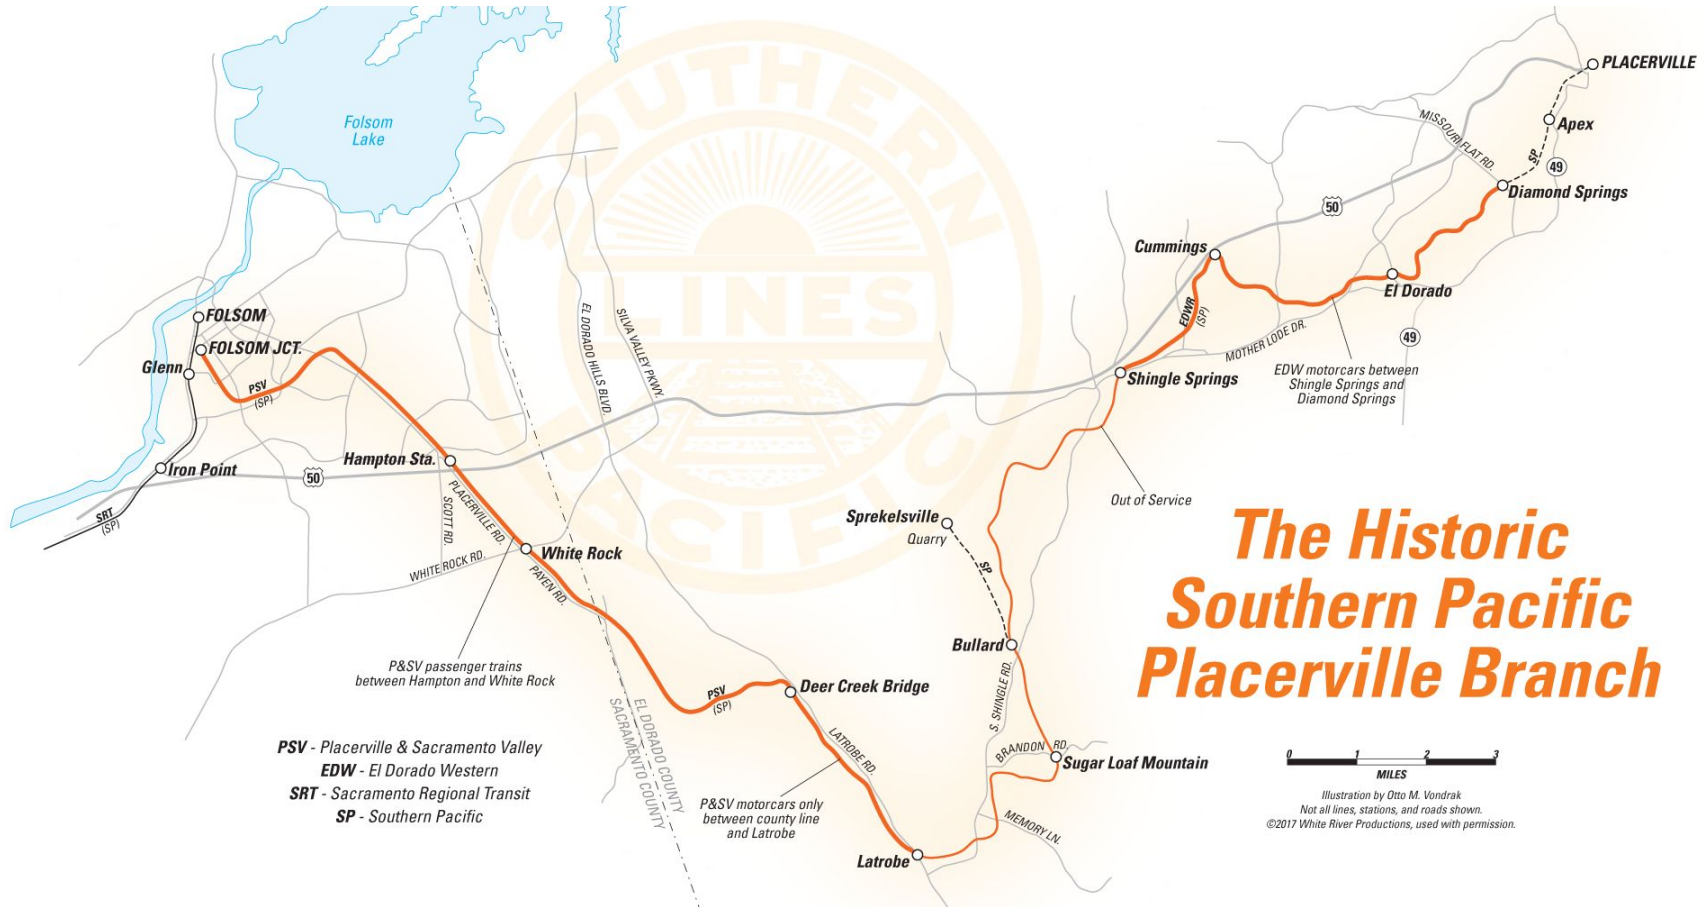 SOUTHERN
LINES
PACIFIC
Folsom
Lake
PLACERVILLE
Apex
MISSOURI FLAT RD.
SP
49
Diamond Springs
50
Cummings
El Dorado
EDWR
(SP)
MOTHER LODE DR.
49
EDW motorcars between
Shingle Springs and
Diamond Springs
Shingle Springs
FOLSOM
FOLSOM JCT.
Glenn
PSV
(SP)
EL DORADO HILLS BLVD.
SILVA VALLEY PKWY.
Hampton Sta.
Iron Point
50
SRT
(SP)
SCOTT RD.
PLACERVILLE RD.
WHITE ROCK RD.
White Rock
PAYEN RD.
Out of Service
Sprekelsville
Quarry
SP
Bullard
P&SV passenger trains
between Hampton and White Rock
PSV
(SP)
Deer Creek Bridge
EL DORADO COUNTY
SACRAMENTO COUNTY
LATROBE RD.
S. SHINGLE RD.
BRANDON RD.
Sugar Loaf Mountain
MEMORY LN.
P&SV motorcars only
between county line
and Latrobe
Latrobe
The Historic
Southern Pacific
Placerville Branch
PSV - Placerville & Sacramento Valley
EDW - El Dorado Western
SRT - Sacramento Regional Transit
SP - Southern Pacific
0 1 2 3
MILES
Illustration by Otto M. Vondrak
Not all lines, stations, and roads shown.
©2017 White River Productions, used with permission.